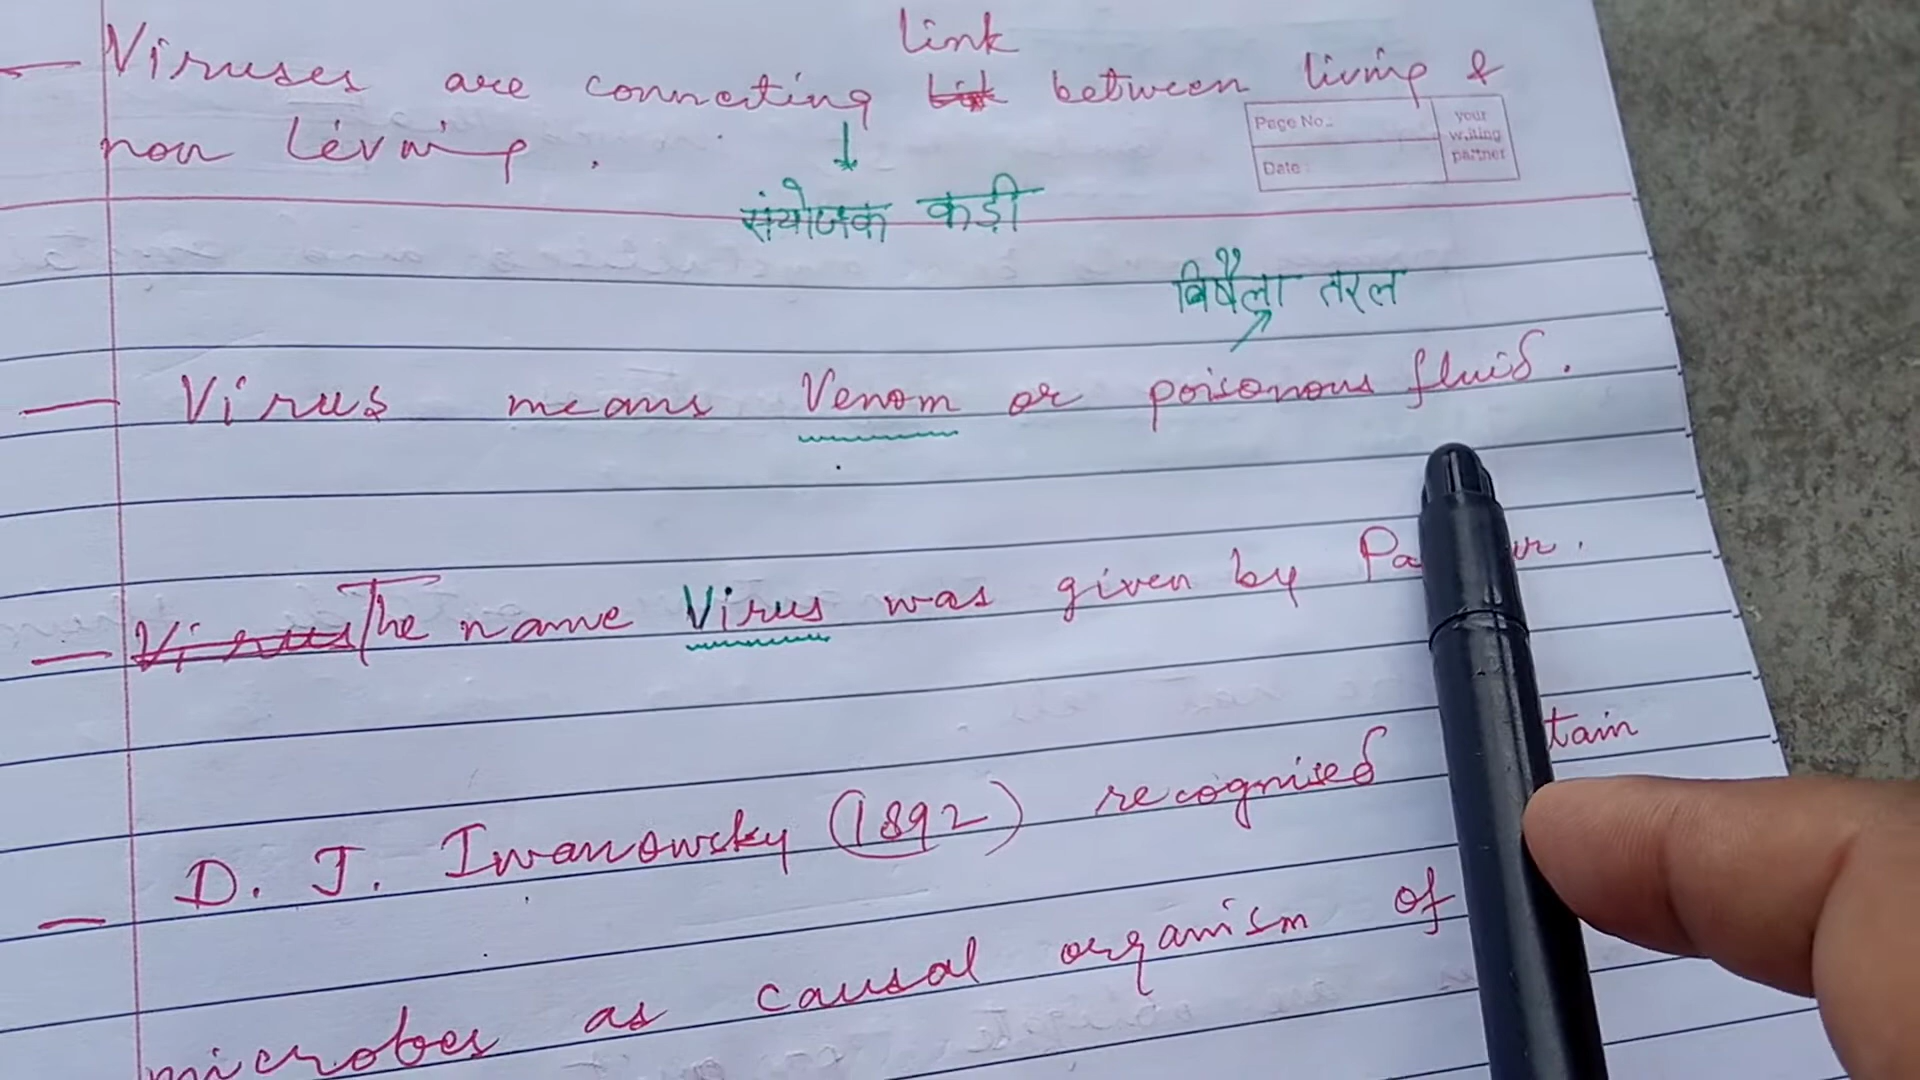 link
— Viruses are connecting between living &
non living .
Page No.:
Date :
your
writing
partner
↓
संयोजक कड़ी
विषैला तरल
— Virus means Venom or poisonous fluid.
— The name Virus was given by
— D. J. Iwanowsky (1892) recognised
microbes as causal organism of